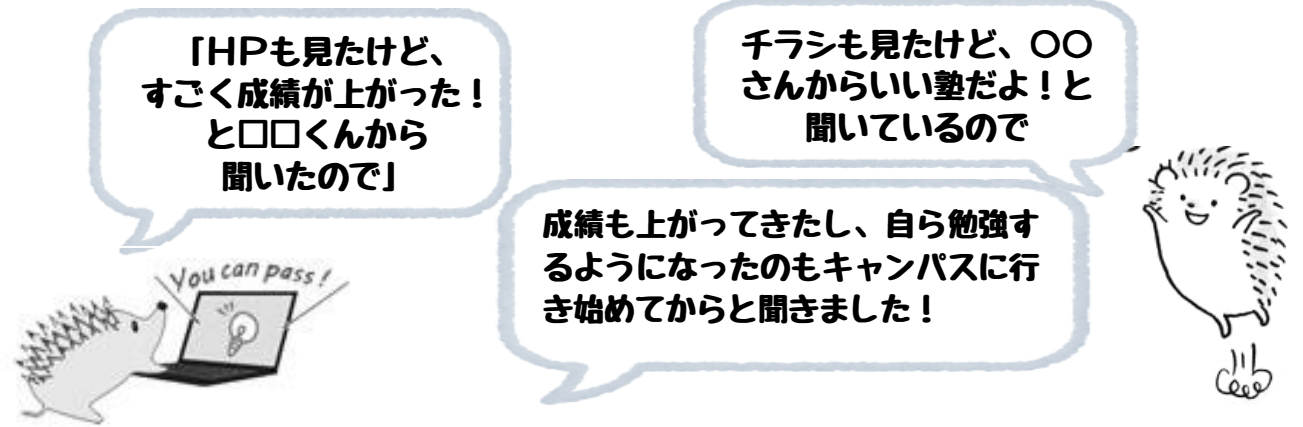 「HPも見たけど、
すごく成績が上がった！
と□□くんから
聞いたので」
チラシも見たけど、〇〇
さんからいい塾だよ！と
聞いているので
成績も上がってきたし、自ら勉強す
るようになったのもキャンパスに行
き始めてからと聞きました！
You can pass!